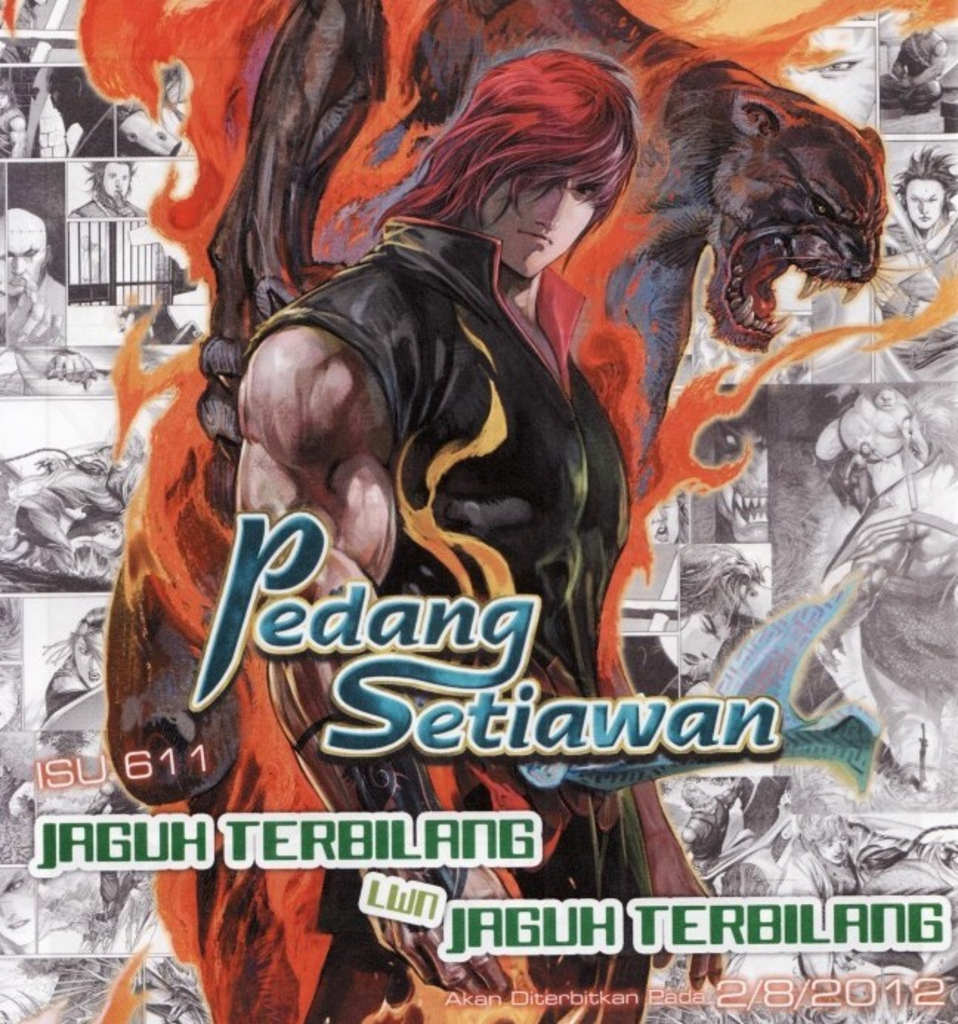 Pedang
Setiawan
ISU 611
JAGUH TERBILANG
LWN
JAGUH TERBILANG
Akan Diterbitkan Pada 2/8/2012